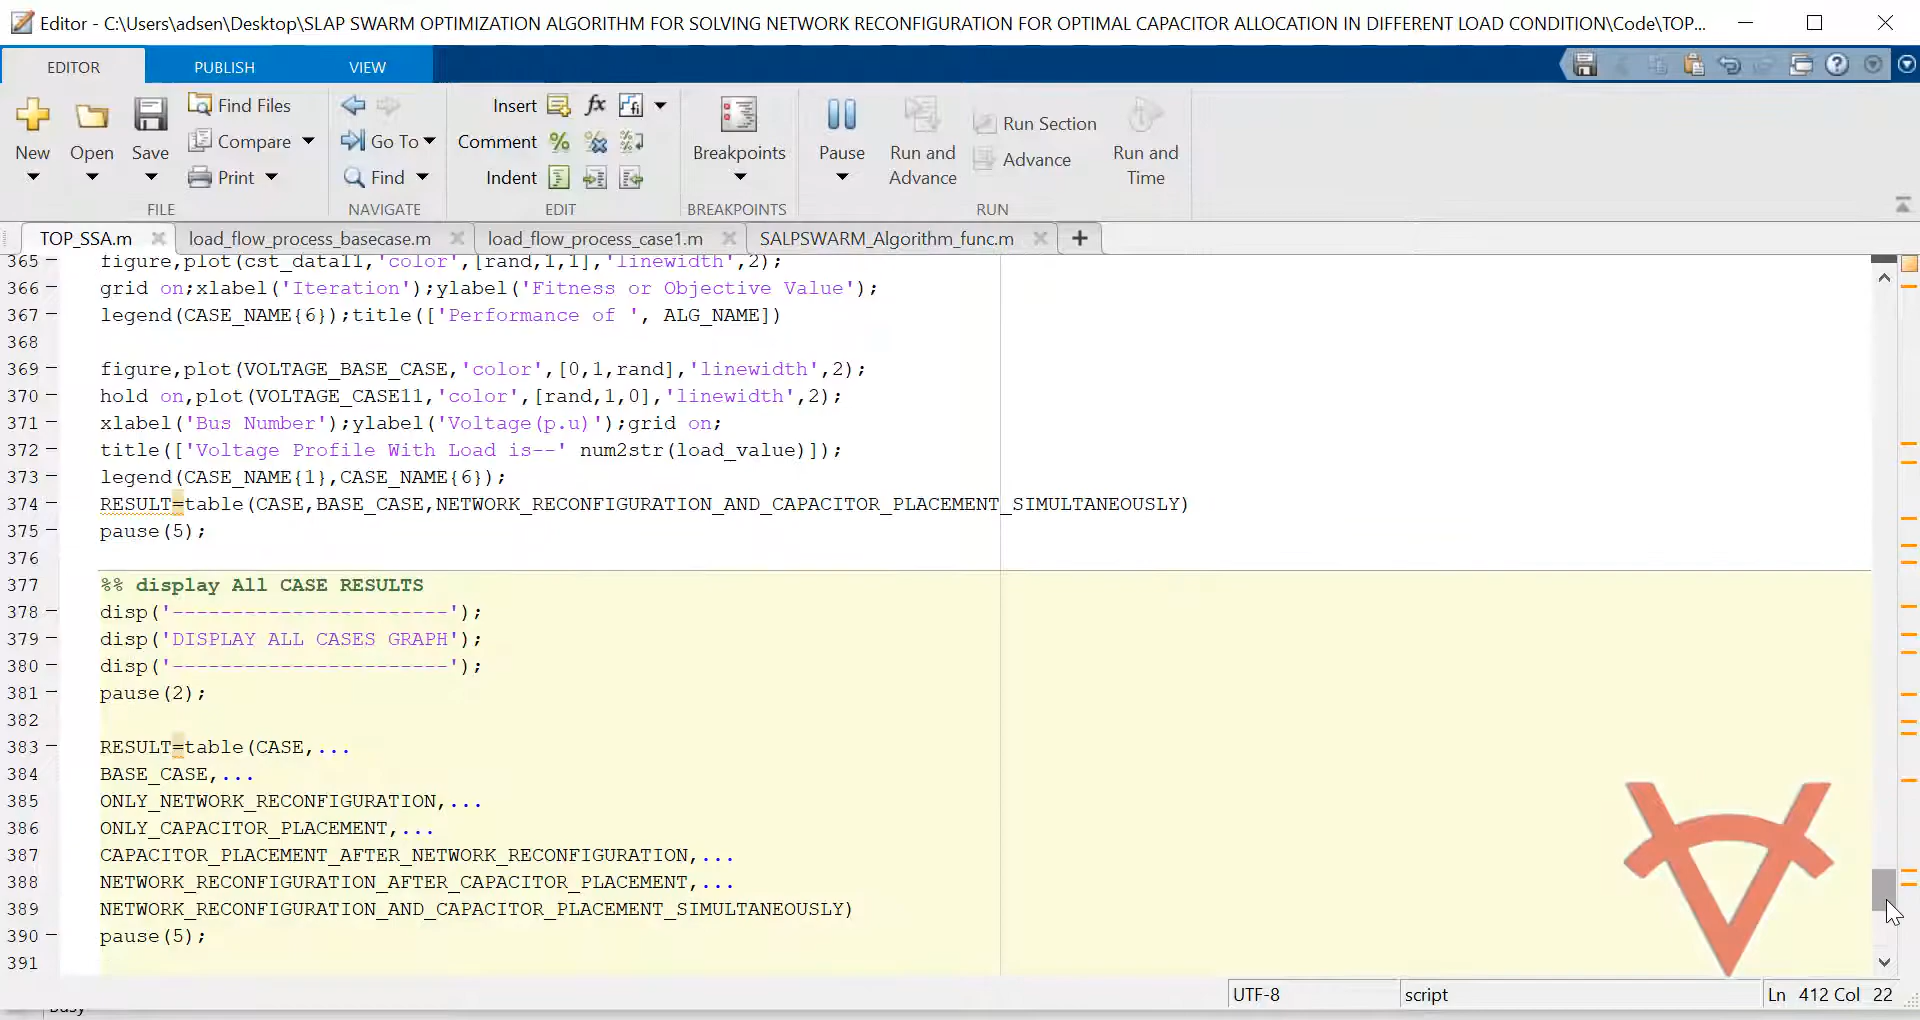 Editor - C:\Users\adsen\Desktop\SLAP SWARM OPTIMIZATION ALGORITHM FOR SOLVING NETWORK RECONFIGURATION FOR OPTIMAL CAPACITOR ALLOCATION IN DIFFERENT LOAD CONDITION\Code\TOP...
EDITOR PUBLISH VIEW
New Open Save Find Files Compare Print
Go To Find
Insert fx
Comment
Indent
Breakpoints Pause Run and Advance Run Section Advance Run and Time
FILE NAVIGATE EDIT BREAKPOINTS RUN
TOP_SSA.m load_flow_process_basecase.m load_flow_process_case1.m SALPSWARM_Algorithm_func.m
365 figure,plot(cst_data11,'color',[rand,1,1],'linewidth',2);
366 grid on;xlabel('Iteration');ylabel('Fitness or Objective Value');
367 legend(CASE_NAME{6});title(['Performance of ', ALG_NAME])
368
369 figure,plot(VOLTAGE_BASE_CASE,'color',[0,1,rand],'linewidth',2);
370 hold on,plot(VOLTAGE_CASE11,'color',[rand,1,0],'linewidth',2);
371 xlabel('Bus Number');ylabel('Voltage(p.u)');grid on;
372 title(['Voltage Profile With Load is--' num2str(load_value)]);
373 legend(CASE_NAME{1},CASE_NAME{6});
374 RESULT=table(CASE,BASE_CASE,NETWORK_RECONFIGURATION_AND_CAPACITOR_PLACEMENT_SIMULTANEOUSLY)
375 pause(5);
376
377 %% display All CASE RESULTS
378 disp('-----------------------');
379 disp('DISPLAY ALL CASES GRAPH');
380 disp('-----------------------');
381 pause(2);
382
383 RESULT=table(CASE,...
384 BASE_CASE,...
385 ONLY_NETWORK_RECONFIGURATION,...
386 ONLY_CAPACITOR_PLACEMENT,...
387 CAPACITOR_PLACEMENT_AFTER_NETWORK_RECONFIGURATION,...
388 NETWORK_RECONFIGURATION_AFTER_CAPACITOR_PLACEMENT,...
389 NETWORK_RECONFIGURATION_AND_CAPACITOR_PLACEMENT_SIMULTANEOUSLY)
390 pause(5);
391
UTF-8 script Ln 412 Col 22
Busy